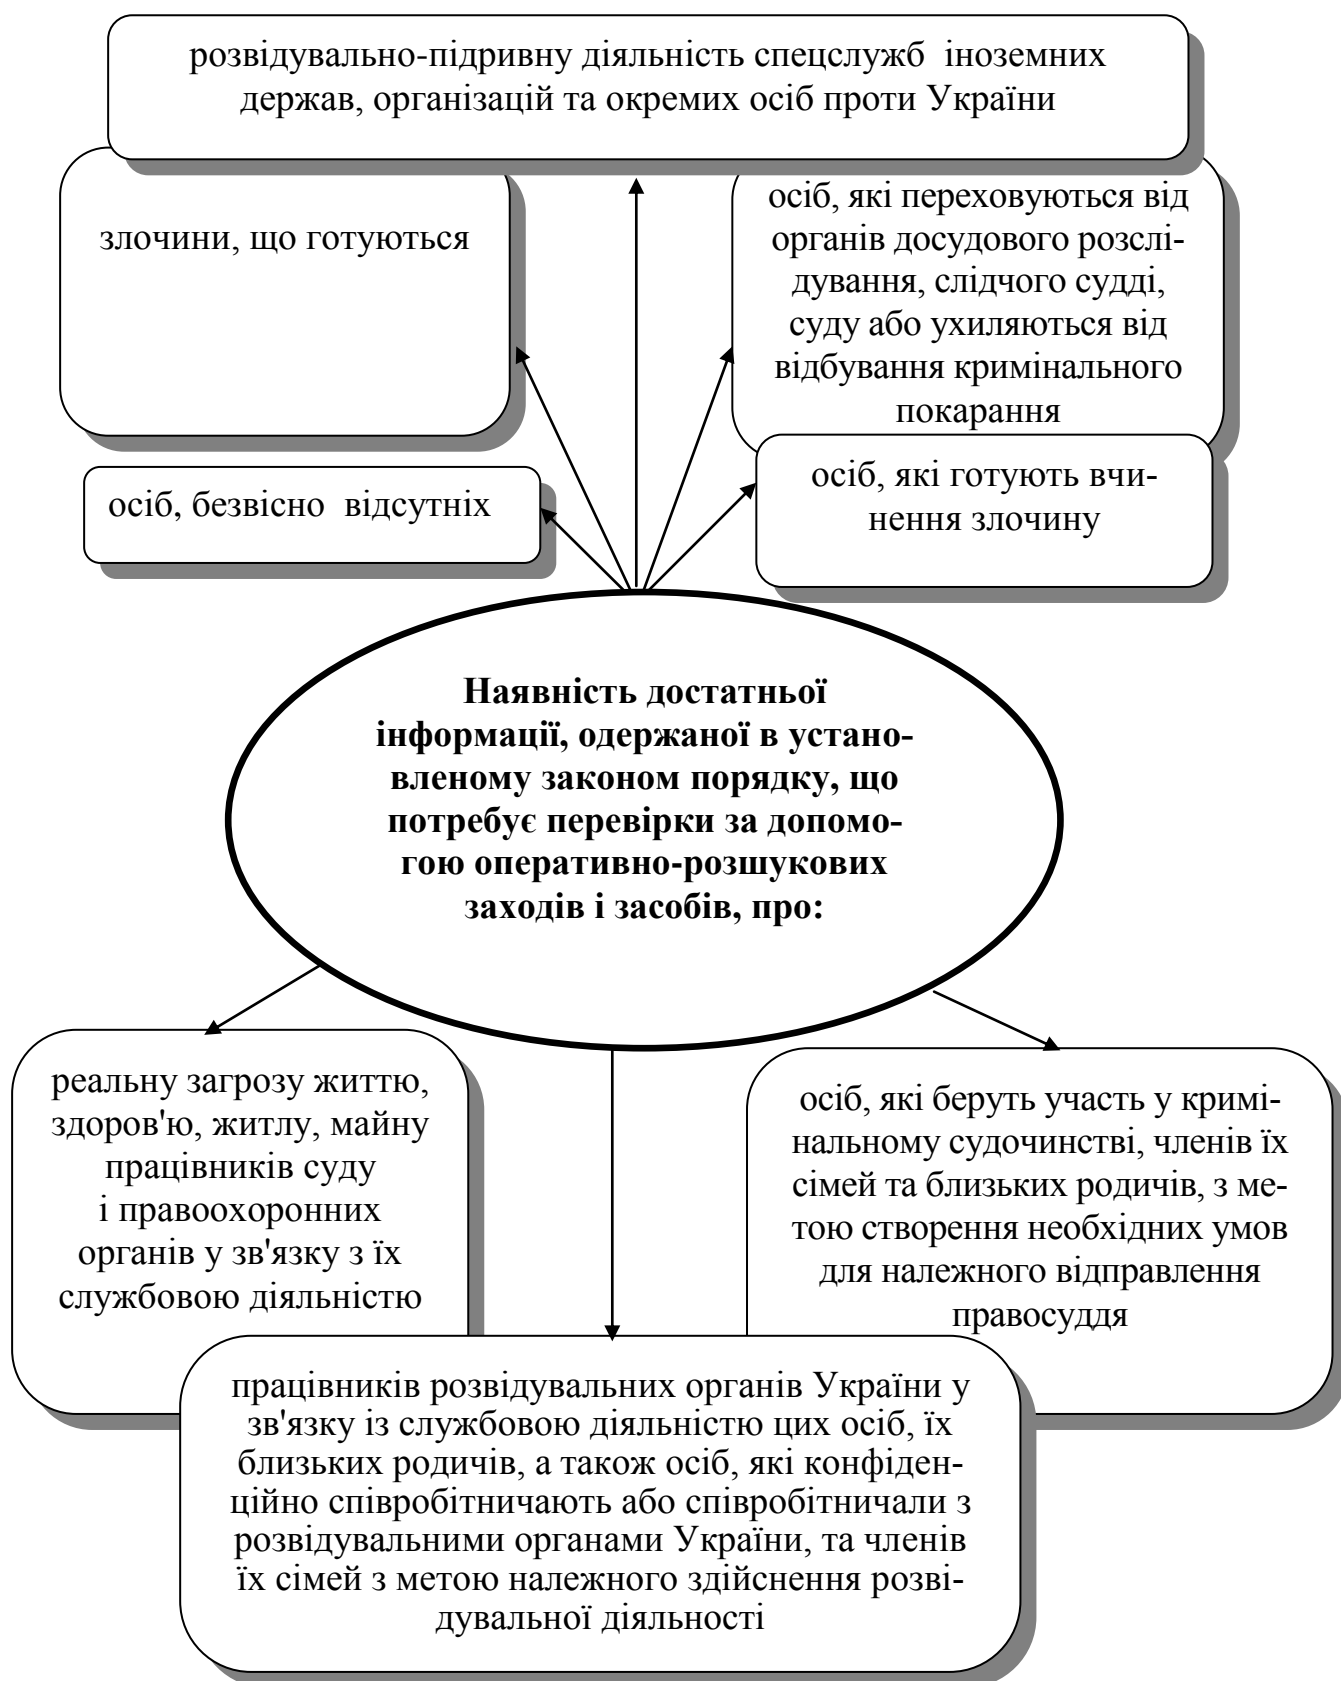 розвідувально-підривну діяльність спецслужб іноземних
держав, організацій та окремих осіб проти України
злочини, що готуються
осіб, які переховуються від
органів досудового розслі-
дування, слідчого судді,
суду або ухиляються від
відбування кримінального
покарання
осіб, безвісно відсутніх
осіб, які готують вчи-
нення злочину
Наявність достатньої
інформації, одержаної в устано-
вленому законом порядку, що
потребує перевірки за допомо-
гою оперативно-розшукових
заходів і засобів, про:
реальну загрозу життю,
здоров'ю, житлу, майну
працівників суду
і правоохоронних
органів у зв'язку з їх
службовою діяльністю
осіб, які беруть участь у кримі-
нальному судочинстві, членів їх
сімей та близьких родичів, з ме-
тою створення необхідних умов
для належного відправлення
правосуддя
працівників розвідувальних органів України у
зв'язку із службовою діяльністю цих осіб, їх
близьких родичів, а також осіб, які конфіден-
ційно співробітничають або співробітничали з
розвідувальними органами України, та членів
їх сімей з метою належного здійснення розві-
дувальної діяльності